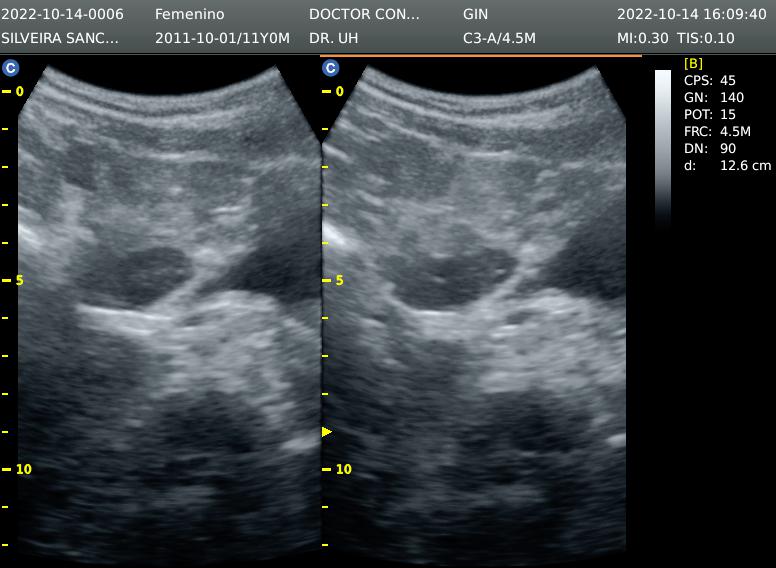 2022-10-14-0006 Femenino DOCTOR CON... GIN 2022-10-14 16:09:40
SILVEIRA SANC... 2011-10-01/11Y0M DR. UH C3-A/4.5M MI:0.30 TIS:0.10
C C
0 0
5 5
10 10
[B]
CPS: 45
GN: 140
POT: 15
FRC: 4.5M
DN: 90
d: 12.6 cm